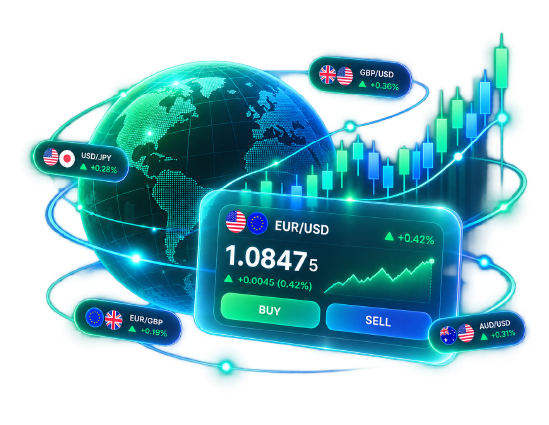 GBP/USD
▲ +0.36%
USD/JPY
▲ +0.28%
EUR/USD
▲ +0.42%
1.08475
▲ +0.0045 (0.42%)
BUY
SELL
EUR/GBP
▲ +0.19%
AUD/USD
▲ +0.31%